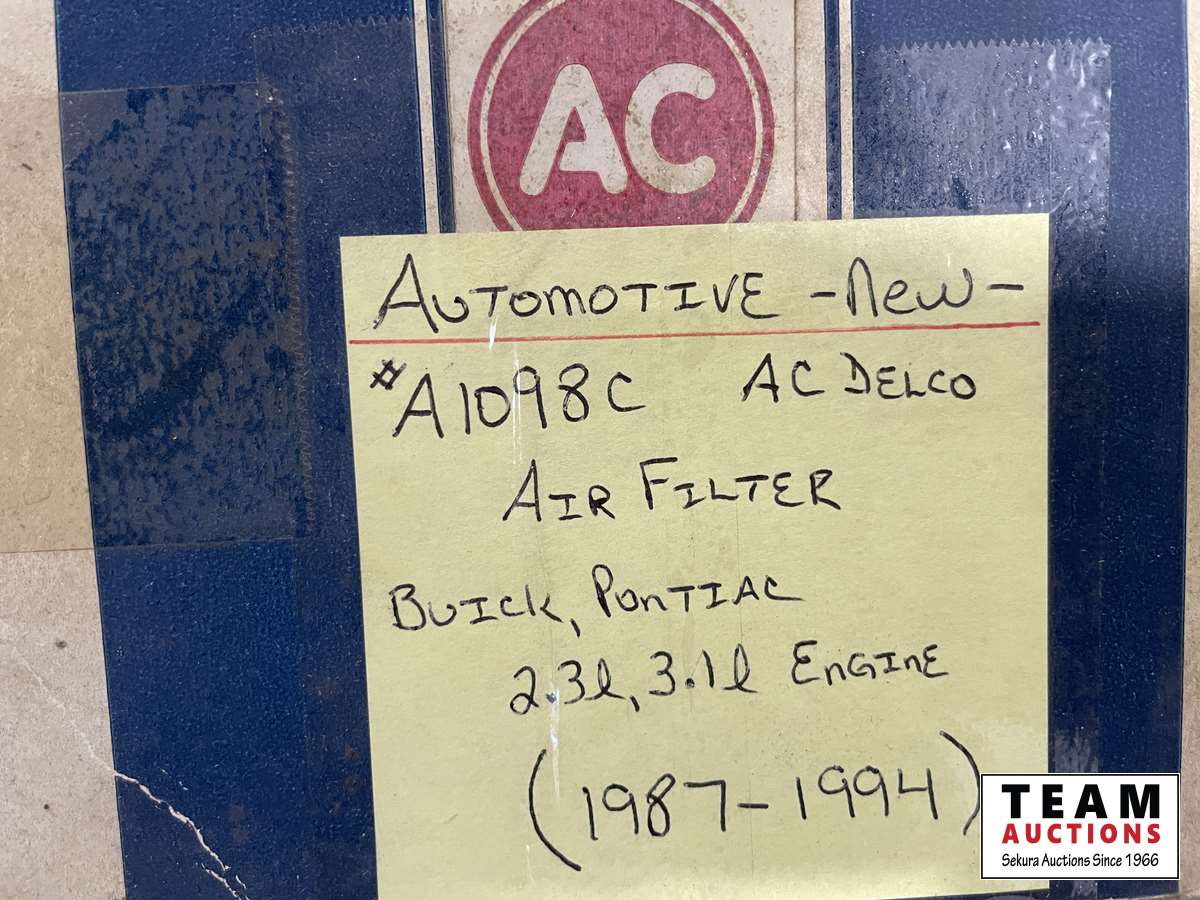 AC
AUTOMOTIVE -New-
#A1098C AC DELCO
AIR FILTER
BUICK, PONTIAC
2.3l, 3.1l ENGINE
(1987-1994)
TEAM
AUCTIONS
Sekura Auctions Since 1966